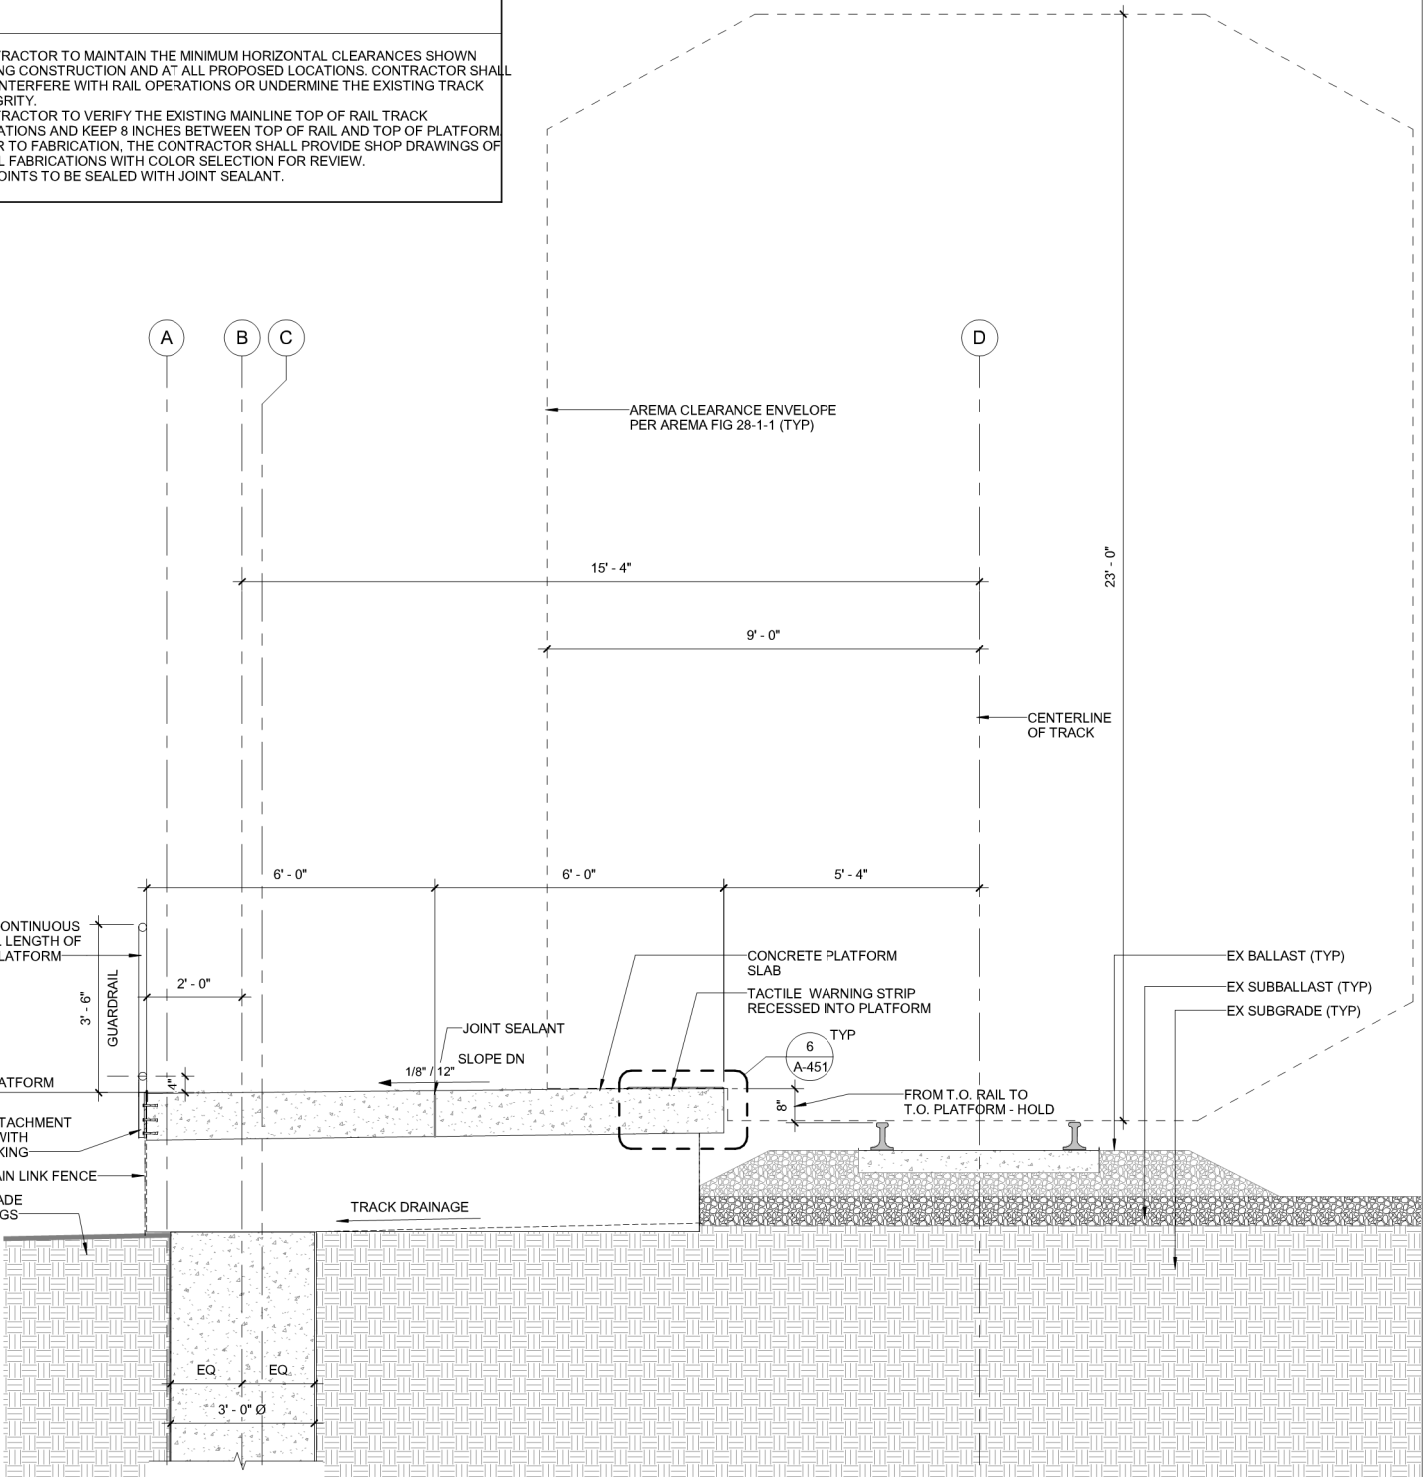 TRACTOR TO MAINTAIN THE MINIMUM HORIZONTAL CLEARANCES SHOWN
NG CONSTRUCTION AND AT ALL PROPOSED LOCATIONS. CONTRACTOR SHALL
NTERFERE WITH RAIL OPERATIONS OR UNDERMINE THE EXISTING TRACK
GRITY.
TRACTOR TO VERIFY THE EXISTING MAINLINE TOP OF RAIL TRACK
ATIONS AND KEEP 8 INCHES BETWEEN TOP OF RAIL AND TOP OF PLATFORM.
R TO FABRICATION, THE CONTRACTOR SHALL PROVIDE SHOP DRAWINGS OF
L FABRICATIONS WITH COLOR SELECTION FOR REVIEW.
OINTS TO BE SEALED WITH JOINT SEALANT.
A
B
C
D
AREMA CLEARANCE ENVELOPE
PER AREMA FIG 28-1-1 (TYP)
15' - 4"
23' - 0"
9' - 0"
CENTERLINE
OF TRACK
6' - 0"
6' - 0"
5' - 4"
ONTINUOUS
L LENGTH OF
LATFORM
3' - 6"
GUARDRAIL
2' - 0"
CONCRETE PLATFORM
SLAB
TACTILE WARNING STRIP
RECESSED INTO PLATFORM
EX BALLAST (TYP)
EX SUBBALLAST (TYP)
EX SUBGRADE (TYP)
JOINT SEALANT
SLOPE DN
1/8" / 12"
TYP
6
A-451
ATFORM
4"
8"
FROM T.O. RAIL TO
T.O. PLATFORM - HOLD
TACHMENT
WITH
KING
AIN LINK FENCE
ADE
GS
TRACK DRAINAGE
EQ
EQ
3' - 0" Ø